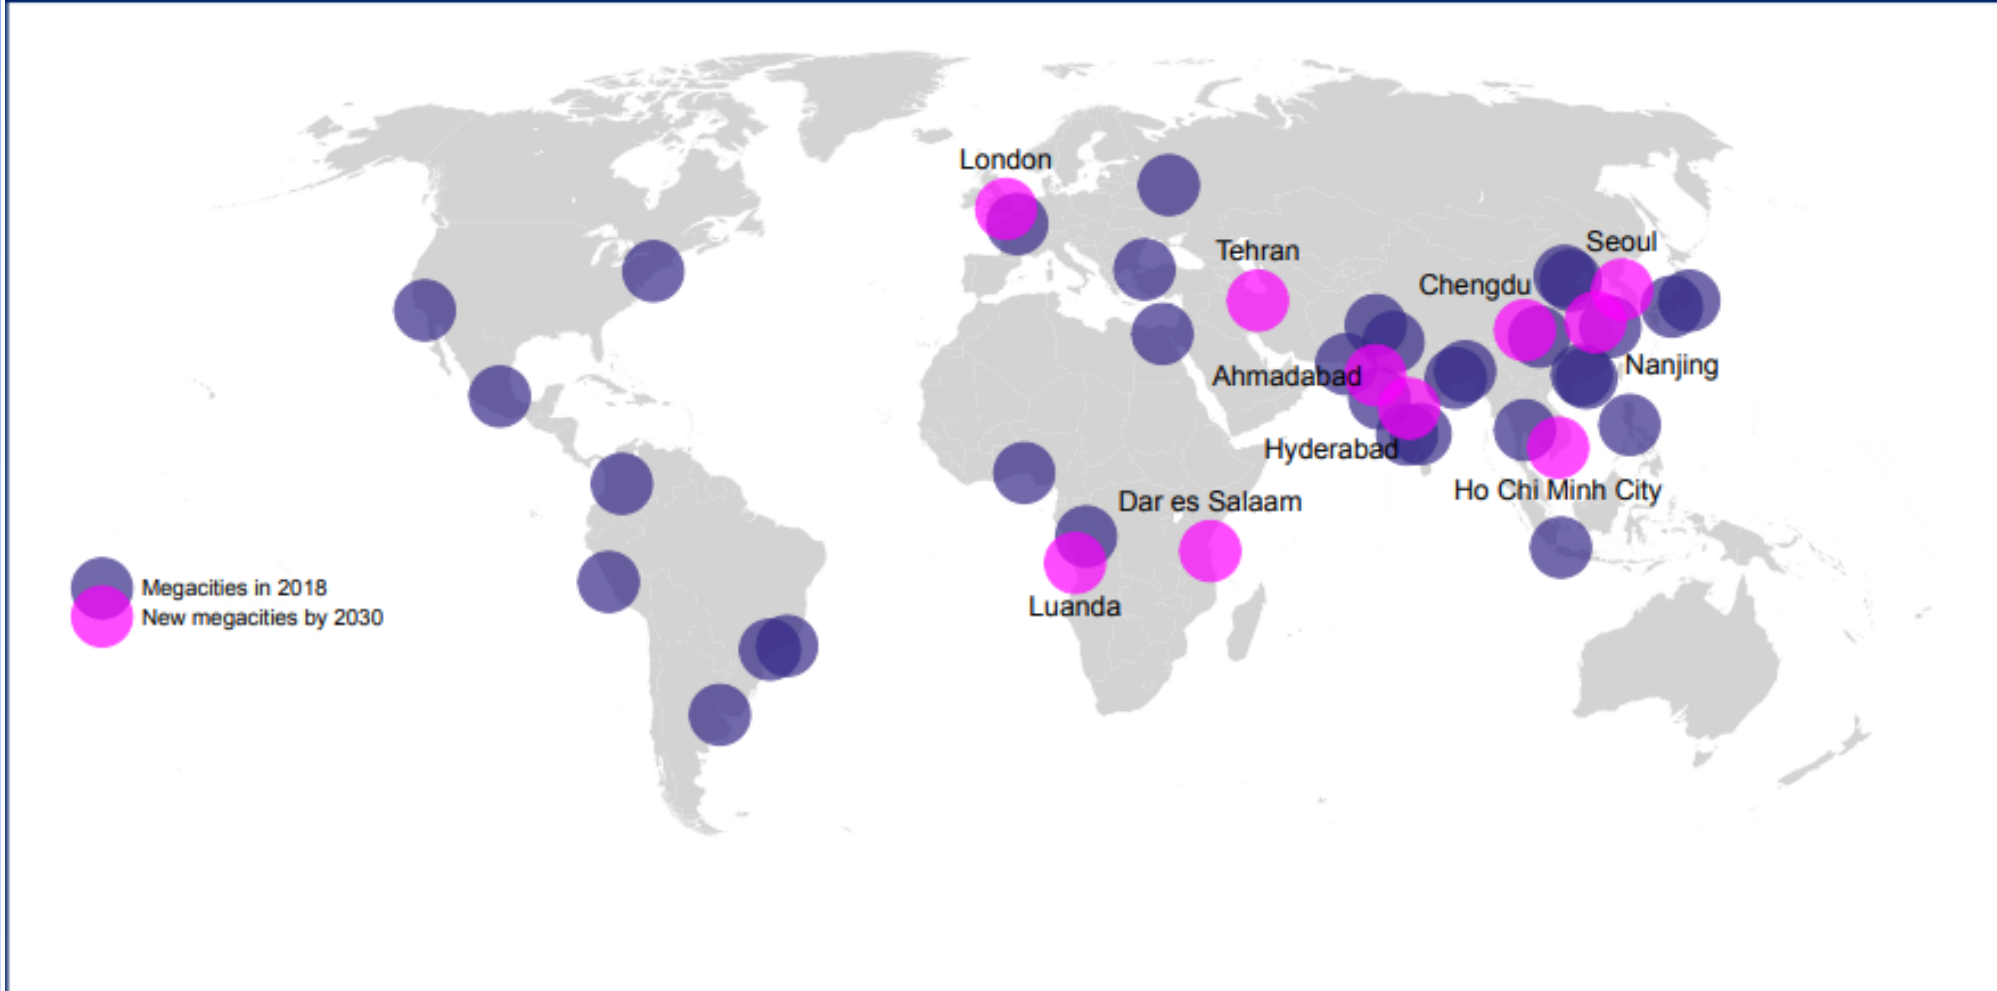 London
Seoul
Tehran
Chengdu
Nanjing
Ahmadabad
Hyderabad
Ho Chi Minh City
Dar es Salaam
Megacities in 2018
Luanda
New megacities by 2030